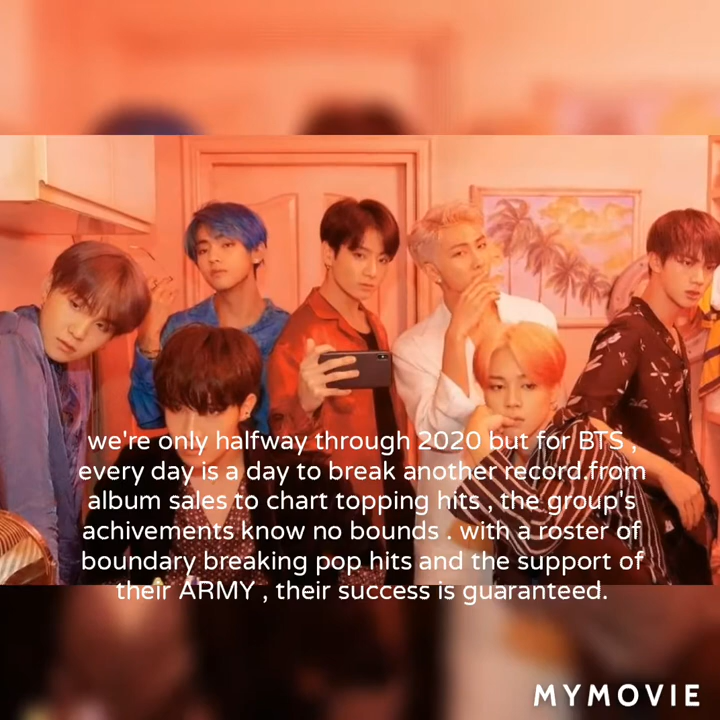 we're only halfway through 2020 but for BTS ,
every day is a day to break another record.from
album sales to chart topping hits , the group's
achivements know no bounds . with a roster of
boundary breaking pop hits and the support of
their ARMY , their success is guaranteed.
MYMOVIE